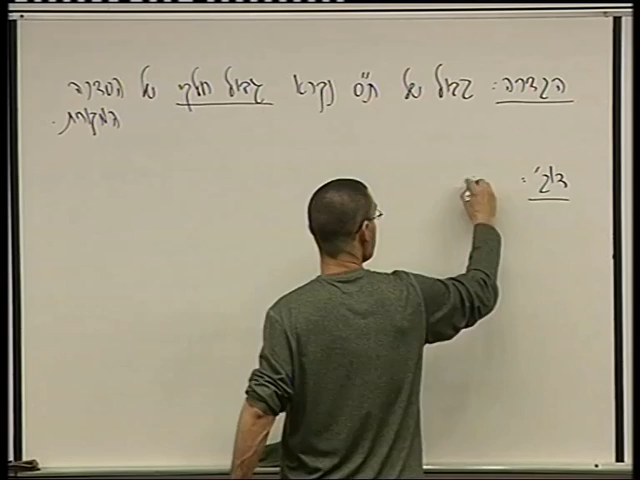 הגדרה: גבול של ת"ס נקרא גבול חלקי של הסדרה
המקורית.
דוג':